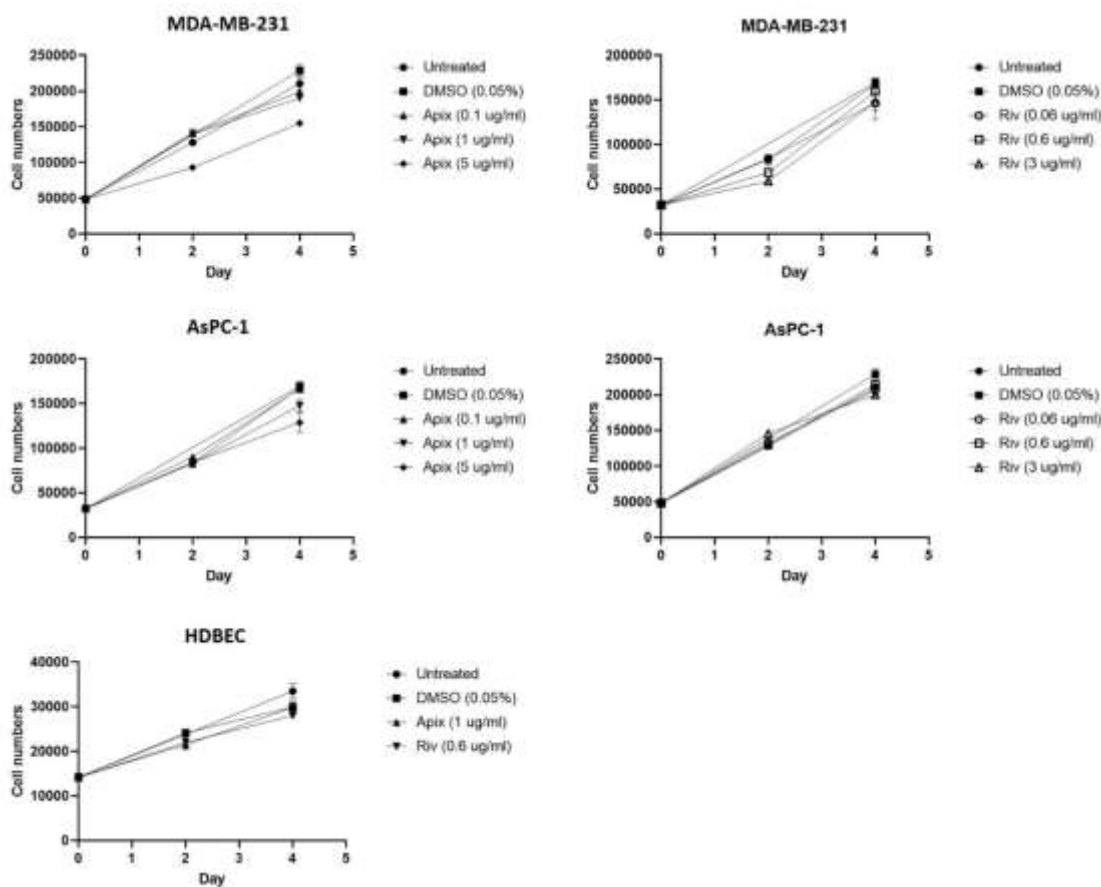 MDA-MB-231
250000
200000
150000
100000
50000
0
Cell numbers
0 1 2 3 4 5
Day
Untreated
DMSO (0.05%)
Apix (0.1 ug/ml)
Apix (1 ug/ml)
Apix (5 ug/ml)
MDA-MB-231
200000
150000
100000
50000
0
Cell numbers
0 1 2 3 4 5
Day
Untreated
DMSO (0.05%)
Riv (0.06 ug/ml)
Riv (0.6 ug/ml)
Riv (3 ug/ml)
AsPC-1
200000
150000
100000
50000
0
Cell numbers
0 1 2 3 4 5
Day
Untreated
DMSO (0.05%)
Apix (0.1 ug/ml)
Apix (1 ug/ml)
Apix (5 ug/ml)
AsPC-1
250000
200000
150000
100000
50000
0
Cell numbers
0 1 2 3 4 5
Day
Untreated
DMSO (0.05%)
Riv (0.06 ug/ml)
Riv (0.6 ug/ml)
Riv (3 ug/ml)
HDBEC
40000
30000
20000
10000
0
Cell numbers
0 1 2 3 4 5
Day
Untreated
DMSO (0.05%)
Apix (1 ug/ml)
Riv (0.6 ug/ml)